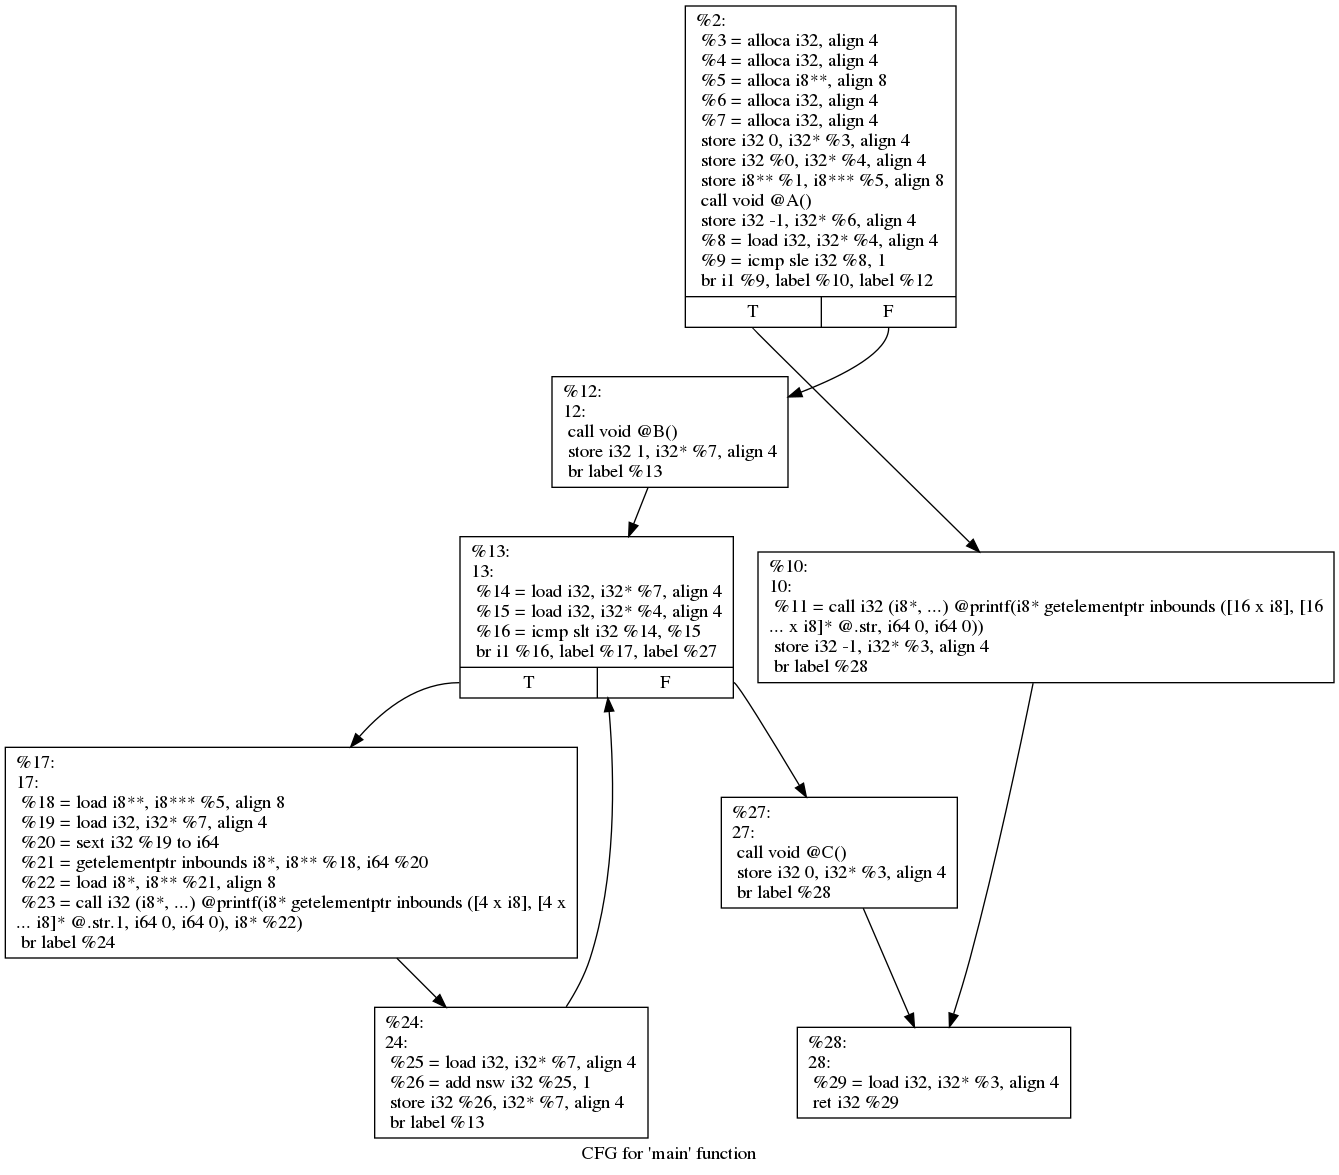 %2:
%3 = alloca i32, align 4
%4 = alloca i32, align 4
%5 = alloca i8**, align 8
%6 = alloca i32, align 4
%7 = alloca i32, align 4
store i32 0, i32* %3, align 4
store i32 %0, i32* %4, align 4
store i8** %1, i8*** %5, align 8
call void @A()
store i32 -1, i32* %6, align 4
%8 = load i32, i32* %4, align 4
%9 = icmp sle i32 %8, 1
br i1 %9, label %10, label %12
T
F
%12:
12:
call void @B()
store i32 1, i32* %7, align 4
br label %13
%13:
13:
%14 = load i32, i32* %7, align 4
%15 = load i32, i32* %4, align 4
%16 = icmp slt i32 %14, %15
br i1 %16, label %17, label %27
T
F
%10:
10:
%11 = call i32 (i8*, ...) @printf(i8* getelementptr inbounds ([16 x i8], [16
... x i8]* @.str, i64 0, i64 0))
store i32 -1, i32* %3, align 4
br label %28
%17:
17:
%18 = load i8**, i8*** %5, align 8
%19 = load i32, i32* %7, align 4
%20 = sext i32 %19 to i64
%21 = getelementptr inbounds i8*, i8** %18, i64 %20
%22 = load i8*, i8** %21, align 8
%23 = call i32 (i8*, ...) @printf(i8* getelementptr inbounds ([4 x i8], [4 x
... i8]* @.str.1, i64 0, i64 0), i8* %22)
br label %24
%27:
27:
call void @C()
store i32 0, i32* %3, align 4
br label %28
%24:
24:
%25 = load i32, i32* %7, align 4
%26 = add nsw i32 %25, 1
store i32 %26, i32* %7, align 4
br label %13
%28:
28:
%29 = load i32, i32* %3, align 4
ret i32 %29
CFG for 'main' function